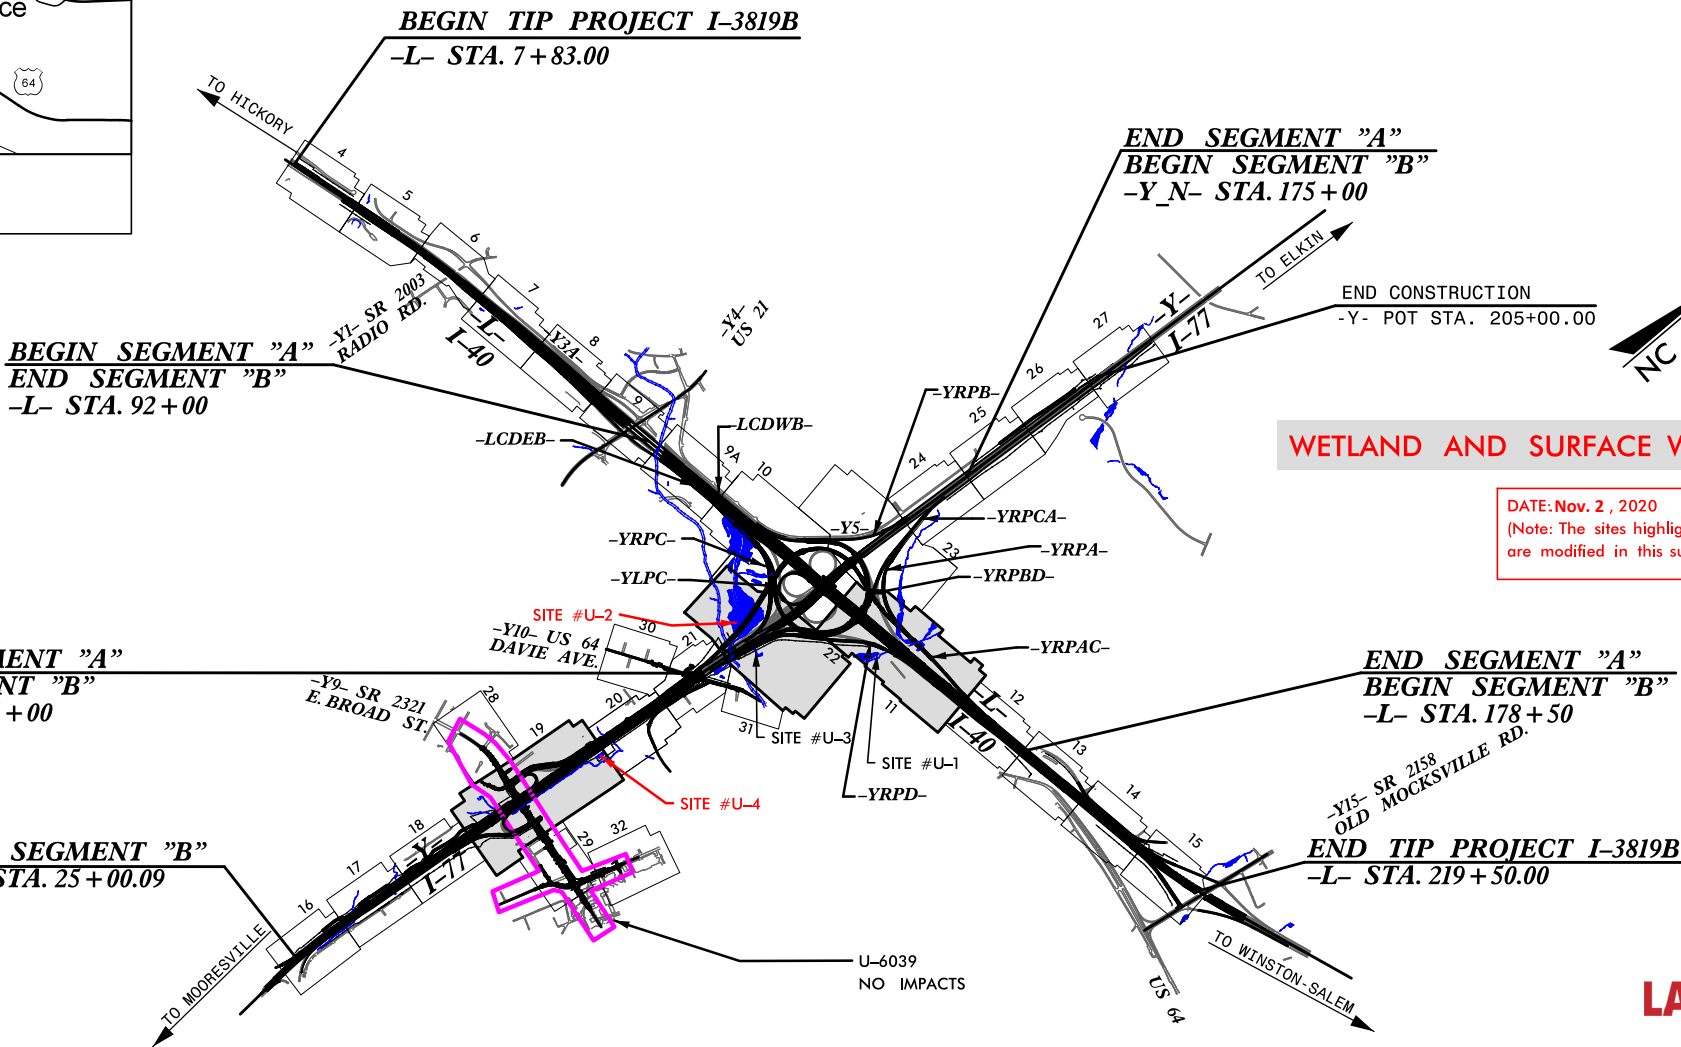 ce
64
BEGIN TIP PROJECT I–3819B
–L– STA. 7+83.00
TO HICKORY
END SEGMENT ”A”
BEGIN SEGMENT ”B”
–Y_N– STA. 175+00
TO ELKIN
END CONSTRUCTION
-Y- POT STA. 205+00.00
NC
4
5
6
7
8
9
9A
10
–Y1– SR 2003
RADIO RD.
–L–
I–40
Y3A–
–Y4–
US 21
BEGIN SEGMENT ”A”
END SEGMENT ”B”
–L– STA. 92+00
–Y–
I–77
27
26
25
24
23
–YRPB–
–LCDWB–
–LCDEB–
WETLAND AND SURFACE W
DATE: Nov. 2 , 2020
(Note: The sites highlig
are modified in this su
–Y5–
–YRPCA–
–YRPC–
–YRPA–
–YLPC–
–YRPBD–
SITE #U–2
–YRPAC–
–Y10– US 64
DAVIE AVE.
30
21
22
MENT ”A”
NT ”B”
+00
END SEGMENT ”A”
BEGIN SEGMENT ”B”
–L– STA. 178+50
–Y9– SR 2321
E. BROAD ST.
28
19
20
31
11
12
–L–
I–40
13
14
15
SITE #U–3
SITE #U–1
–YRPD–
SITE #U–4
–Y15– SR 2158
OLD MOCKSVILLE RD.
SEGMENT ”B”
STA. 25+00.09
18
17
16
–Y–
I–77
29
32
END TIP PROJECT I–3819B
–L– STA. 219+50.00
TO MOORESVILLE
U–6039
NO IMPACTS
TO WINSTON-SALEM
US 64
LA